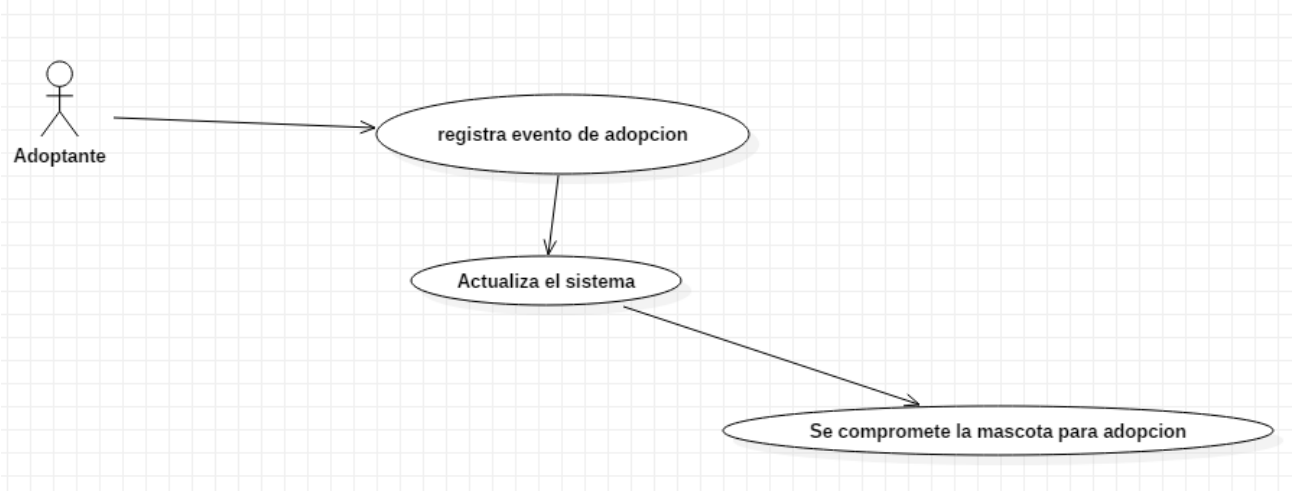 registra evento de adopcion
Adoptante
Actualiza el sistema
Se compromete la mascota para adopcion